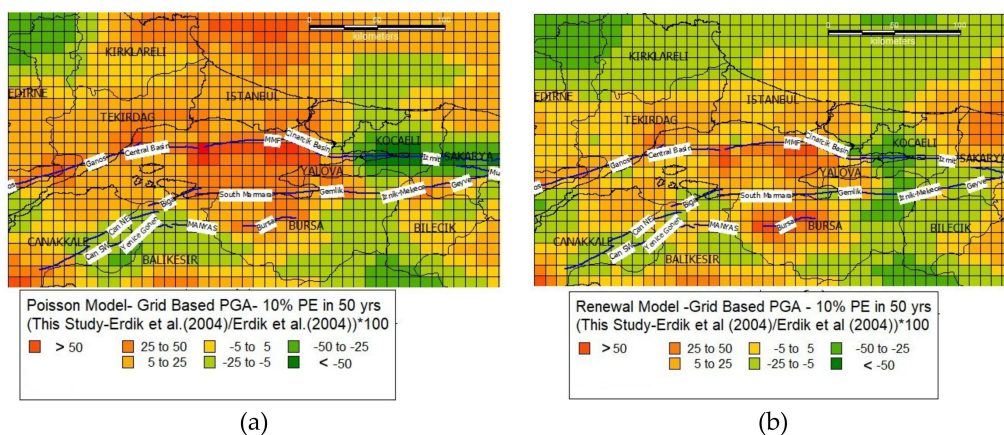 0 50 100
kilometers
KIRKLARELI
EDIRNE
ISTANBUL
TEKIRDAG
KOCAELI
SAKARYA
Cinarcik Basin
MMF
Central Basin
Ganos
Izmit
YALOVA
South Marmara
Gemlik
Iznik-Mekece
Geyve
Biga
Can NE
Can SW
Yenice Gonen
MANYAS
Bursa
BURSA
BILECIK
CANAKKALE
BALIKESIR
Poisson Model- Grid Based PGA- 10% PE in 50 yrs
(This Study-Erdik et al.(2004)/Erdik et al.(2004))*100
> 50 25 to 50 -5 to 5 -50 to -25
5 to 25 -25 to -5 < -50
(a)
50 100
kilometers
KIRKLARELI
EDIRNE
ISTANBUL
TEKIRDAG
KOCAELI
SAKARYA
Cinarcik Basin
MMF
Central Basin
Ganos
Izmit
YALOVA
South Marmara
Gemlik
Iznik-Mekece
Geyve
Biga
Can NE
Can SW
Yenice Gonen
MANYAS
Bursa
BURSA
BILECIK
CANAKKALE
BALIKESIR
Renewal Model -Grid Based PGA - 10% PE in 50 yrs
(This Study-Erdik et al (2004)/Erdik et al.(2004))*100
> 50 25 to 50 -5 to 5 -50 to -25
5 to 25 -25 to -5 < -50
(b)